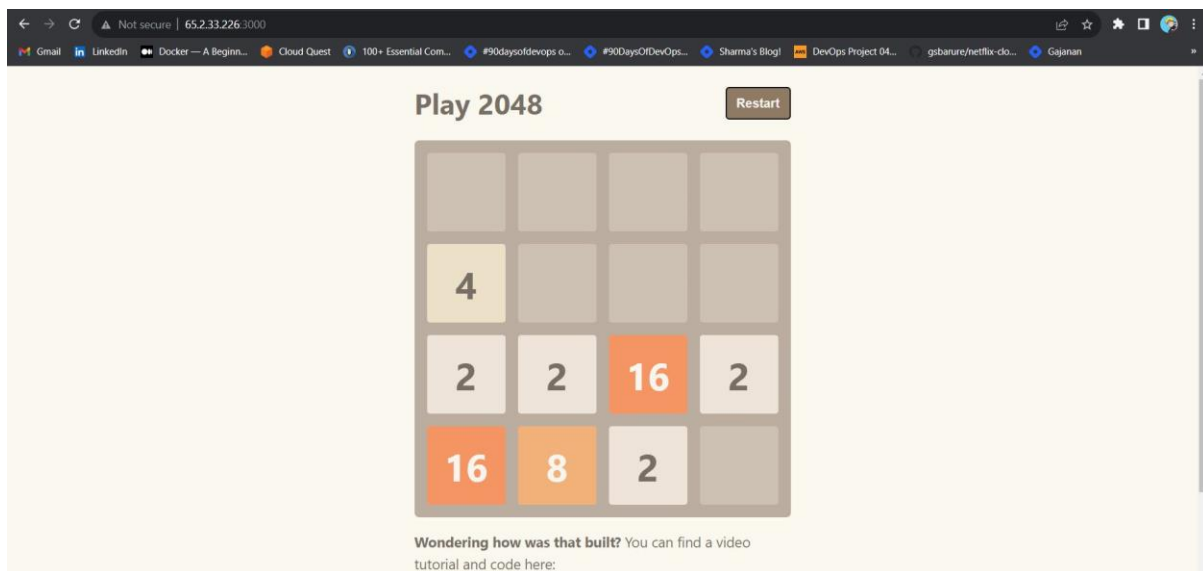 Not secure | 65.2.33.226:3000
Gmail LinkedIn Docker — A Beginn... Cloud Quest 100+ Essential Com... #90daysofdevops o... #90DaysOfDevOps... Sharma's Blog! DevOps Project 04... gsbarure/netflix-clo... Gajanan »
Play 2048 Restart
4
2 2 16 2
16 8 2
Wondering how was that built? You can find a video
tutorial and code here: